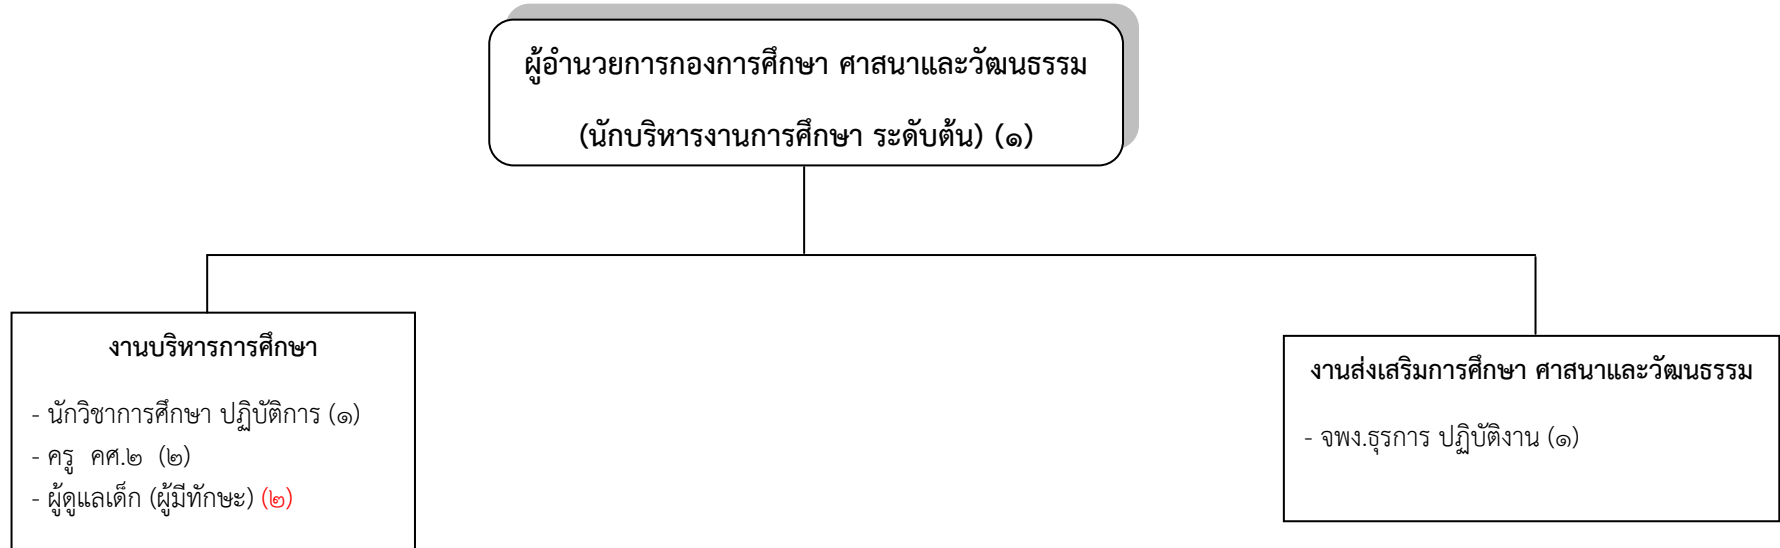 ผู้อำนวยการกองการศึกษา ศาสนาและวัฒนธรรม
(นักบริหารงานการศึกษา ระดับต้น) (๑)
งานบริหารการศึกษา
- นักวิชาการศึกษา ปฏิบัติการ (๑)
- ครู คศ.๒ (๒)
- ผู้ดูแลเด็ก (ผู้มีทักษะ) (๒)
งานส่งเสริมการศึกษา ศาสนาและวัฒนธรรม
- จพง.ธุรการ ปฏิบัติงาน (๑)